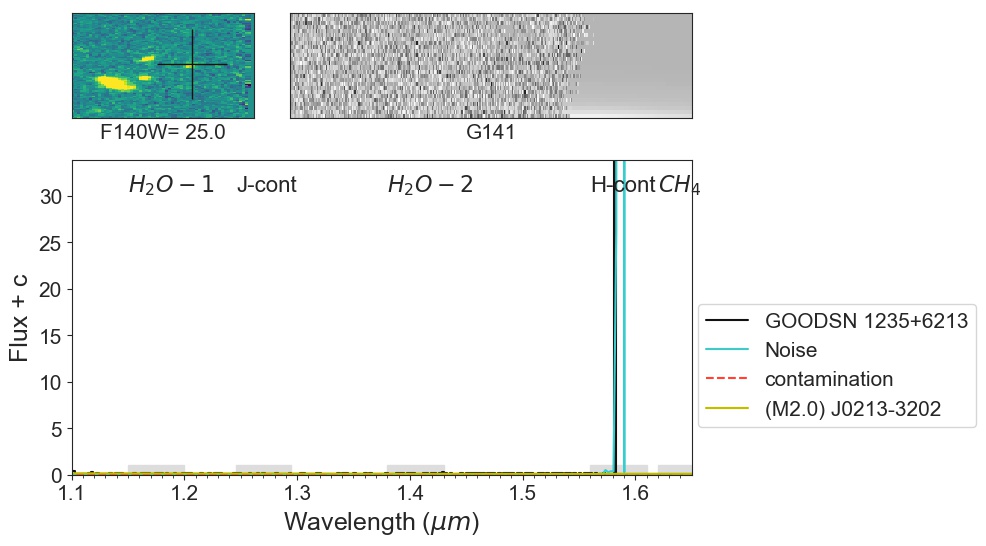 F140W= 25.0
G141
H₂O − 1
J-cont
H₂O − 2
H-cont
CH₄
30
25
20
15
10
5
0
Flux + c
1.1
1.2
1.3
1.4
1.5
1.6
Wavelength (μm)
GOODSN 1235+6213
Noise
contamination
(M2.0) J0213-3202